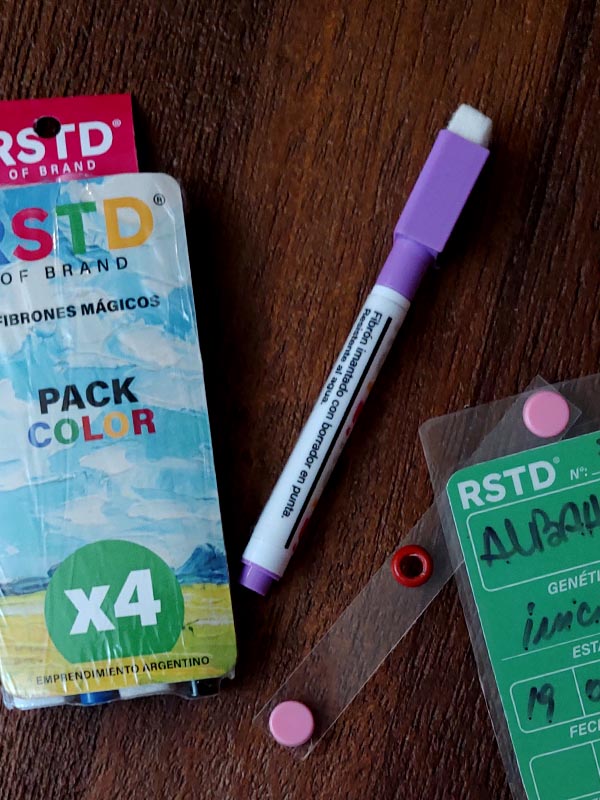 RSTD®
OF BRAND
RSTD®
OF BRAND
FIBRONES MÁGICOS
PACK
COLOR
x4
EMPRENDIMIENTO ARGENTINO
Fibrón imantado con borrador en punta.
Resistente al agua.
RSTD® Nº:
19